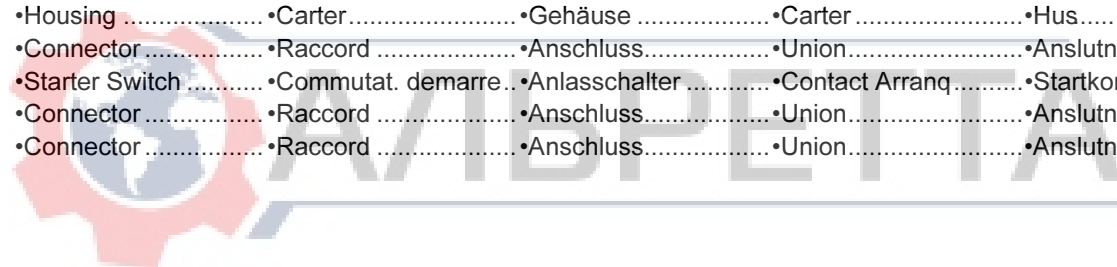 •Housing .................. •Carter......................... •Gehäuse ................... •Carter ........................ •Hus......
•Connector ................. •Raccord ..................... •Anschluss.................. •Union......................... •Anslutn
•Starter Switch ........... •Commutat. demarre.. •Anlasschalter ............ •Contact Arranq.......... •Startkon
•Connector ................. •Raccord ..................... •Anschluss.................. •Union......................... •Anslutn
•Connector ................. •Raccord ..................... •Anschluss.................. •Union......................... •Anslutn
АЛЬБРЕТТА